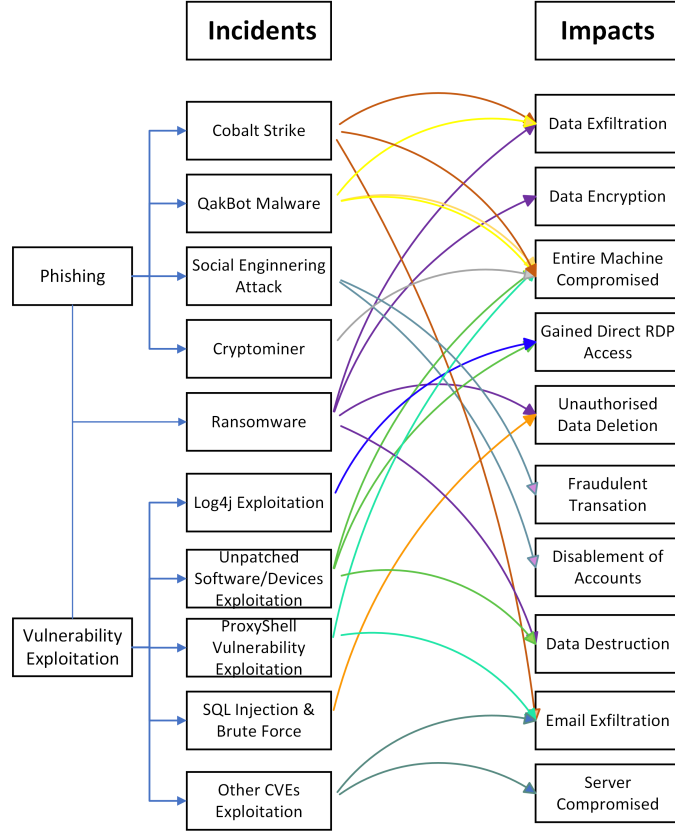 Incidents
Impacts
Cobalt Strike
QakBot Malware
Social Enginnering
Attack
Cryptominer
Ransomware
Log4j Exploitation
Unpatched
Software/Devices
Exploitation
ProxyShell
Vulnerability
Exploitation
SQL Injection &
Brute Force
Other CVEs
Exploitation
Phishing
Vulnerability
Exploitation
Data Exfiltration
Data Encryption
Entire Machine
Compromised
Gained Direct RDP
Access
Unauthorised
Data Deletion
Fraudulent
Transation
Disablement of
Accounts
Data Destruction
Email Exfiltration
Server
Compromised